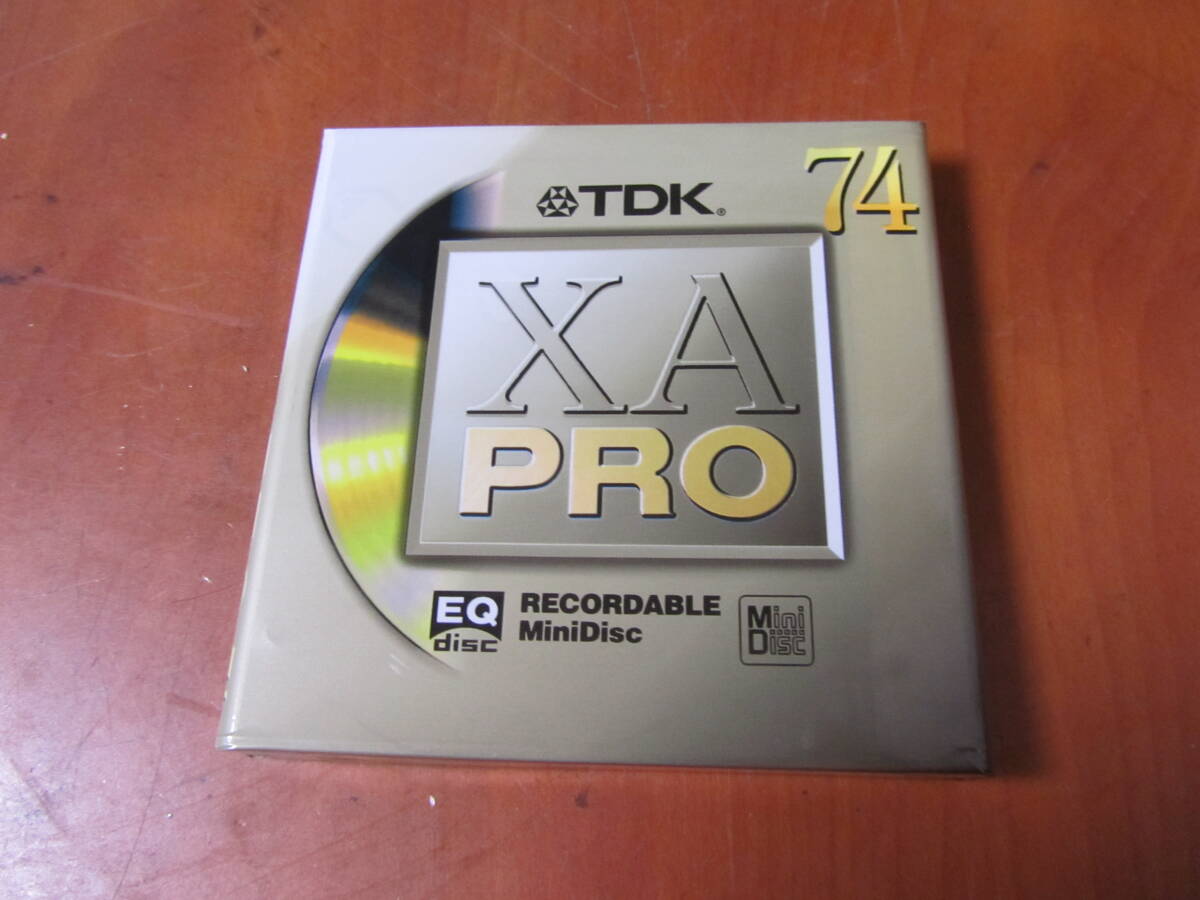 74
TDK®
XA
PRO
EQ
disc
RECORDABLE
MiniDisc
Mini
Disc